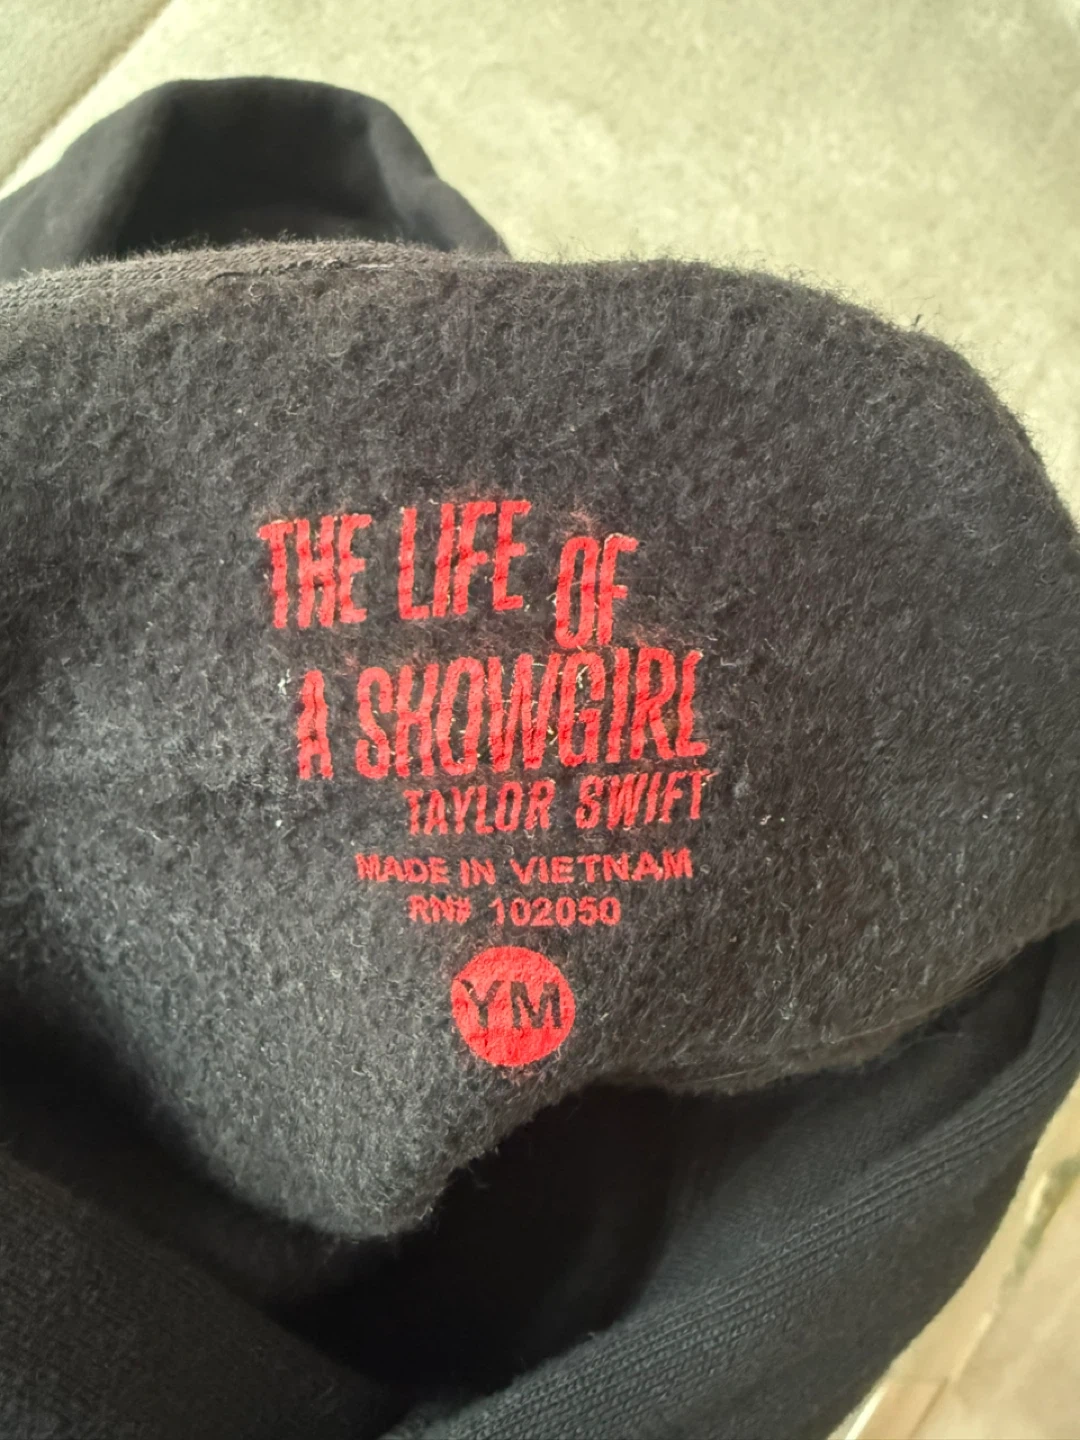 THE LIFE OF
A SHOWGIRL
TAYLOR SWIFT
MADE IN VIETNAM
RN# 102050
YM